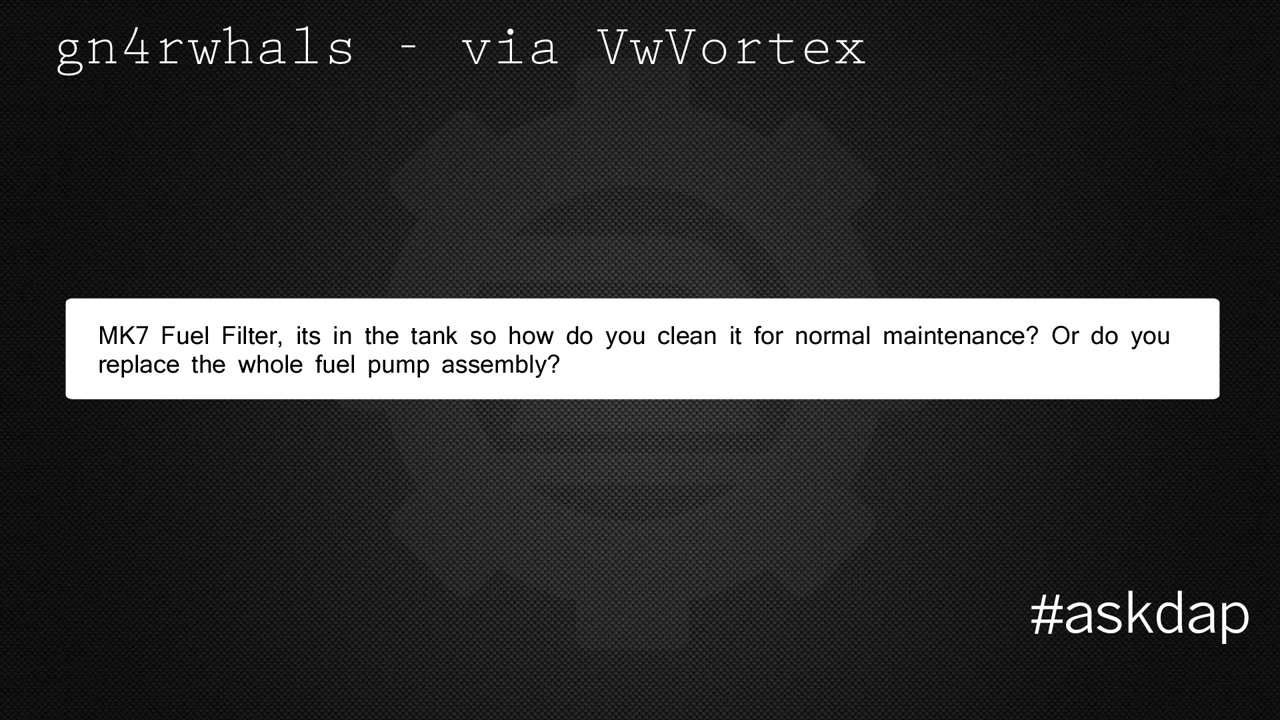 gn4rwhals - via VwVortex
MK7 Fuel Filter, its in the tank so how do you clean it for normal maintenance? Or do you
replace the whole fuel pump assembly?
#askdap